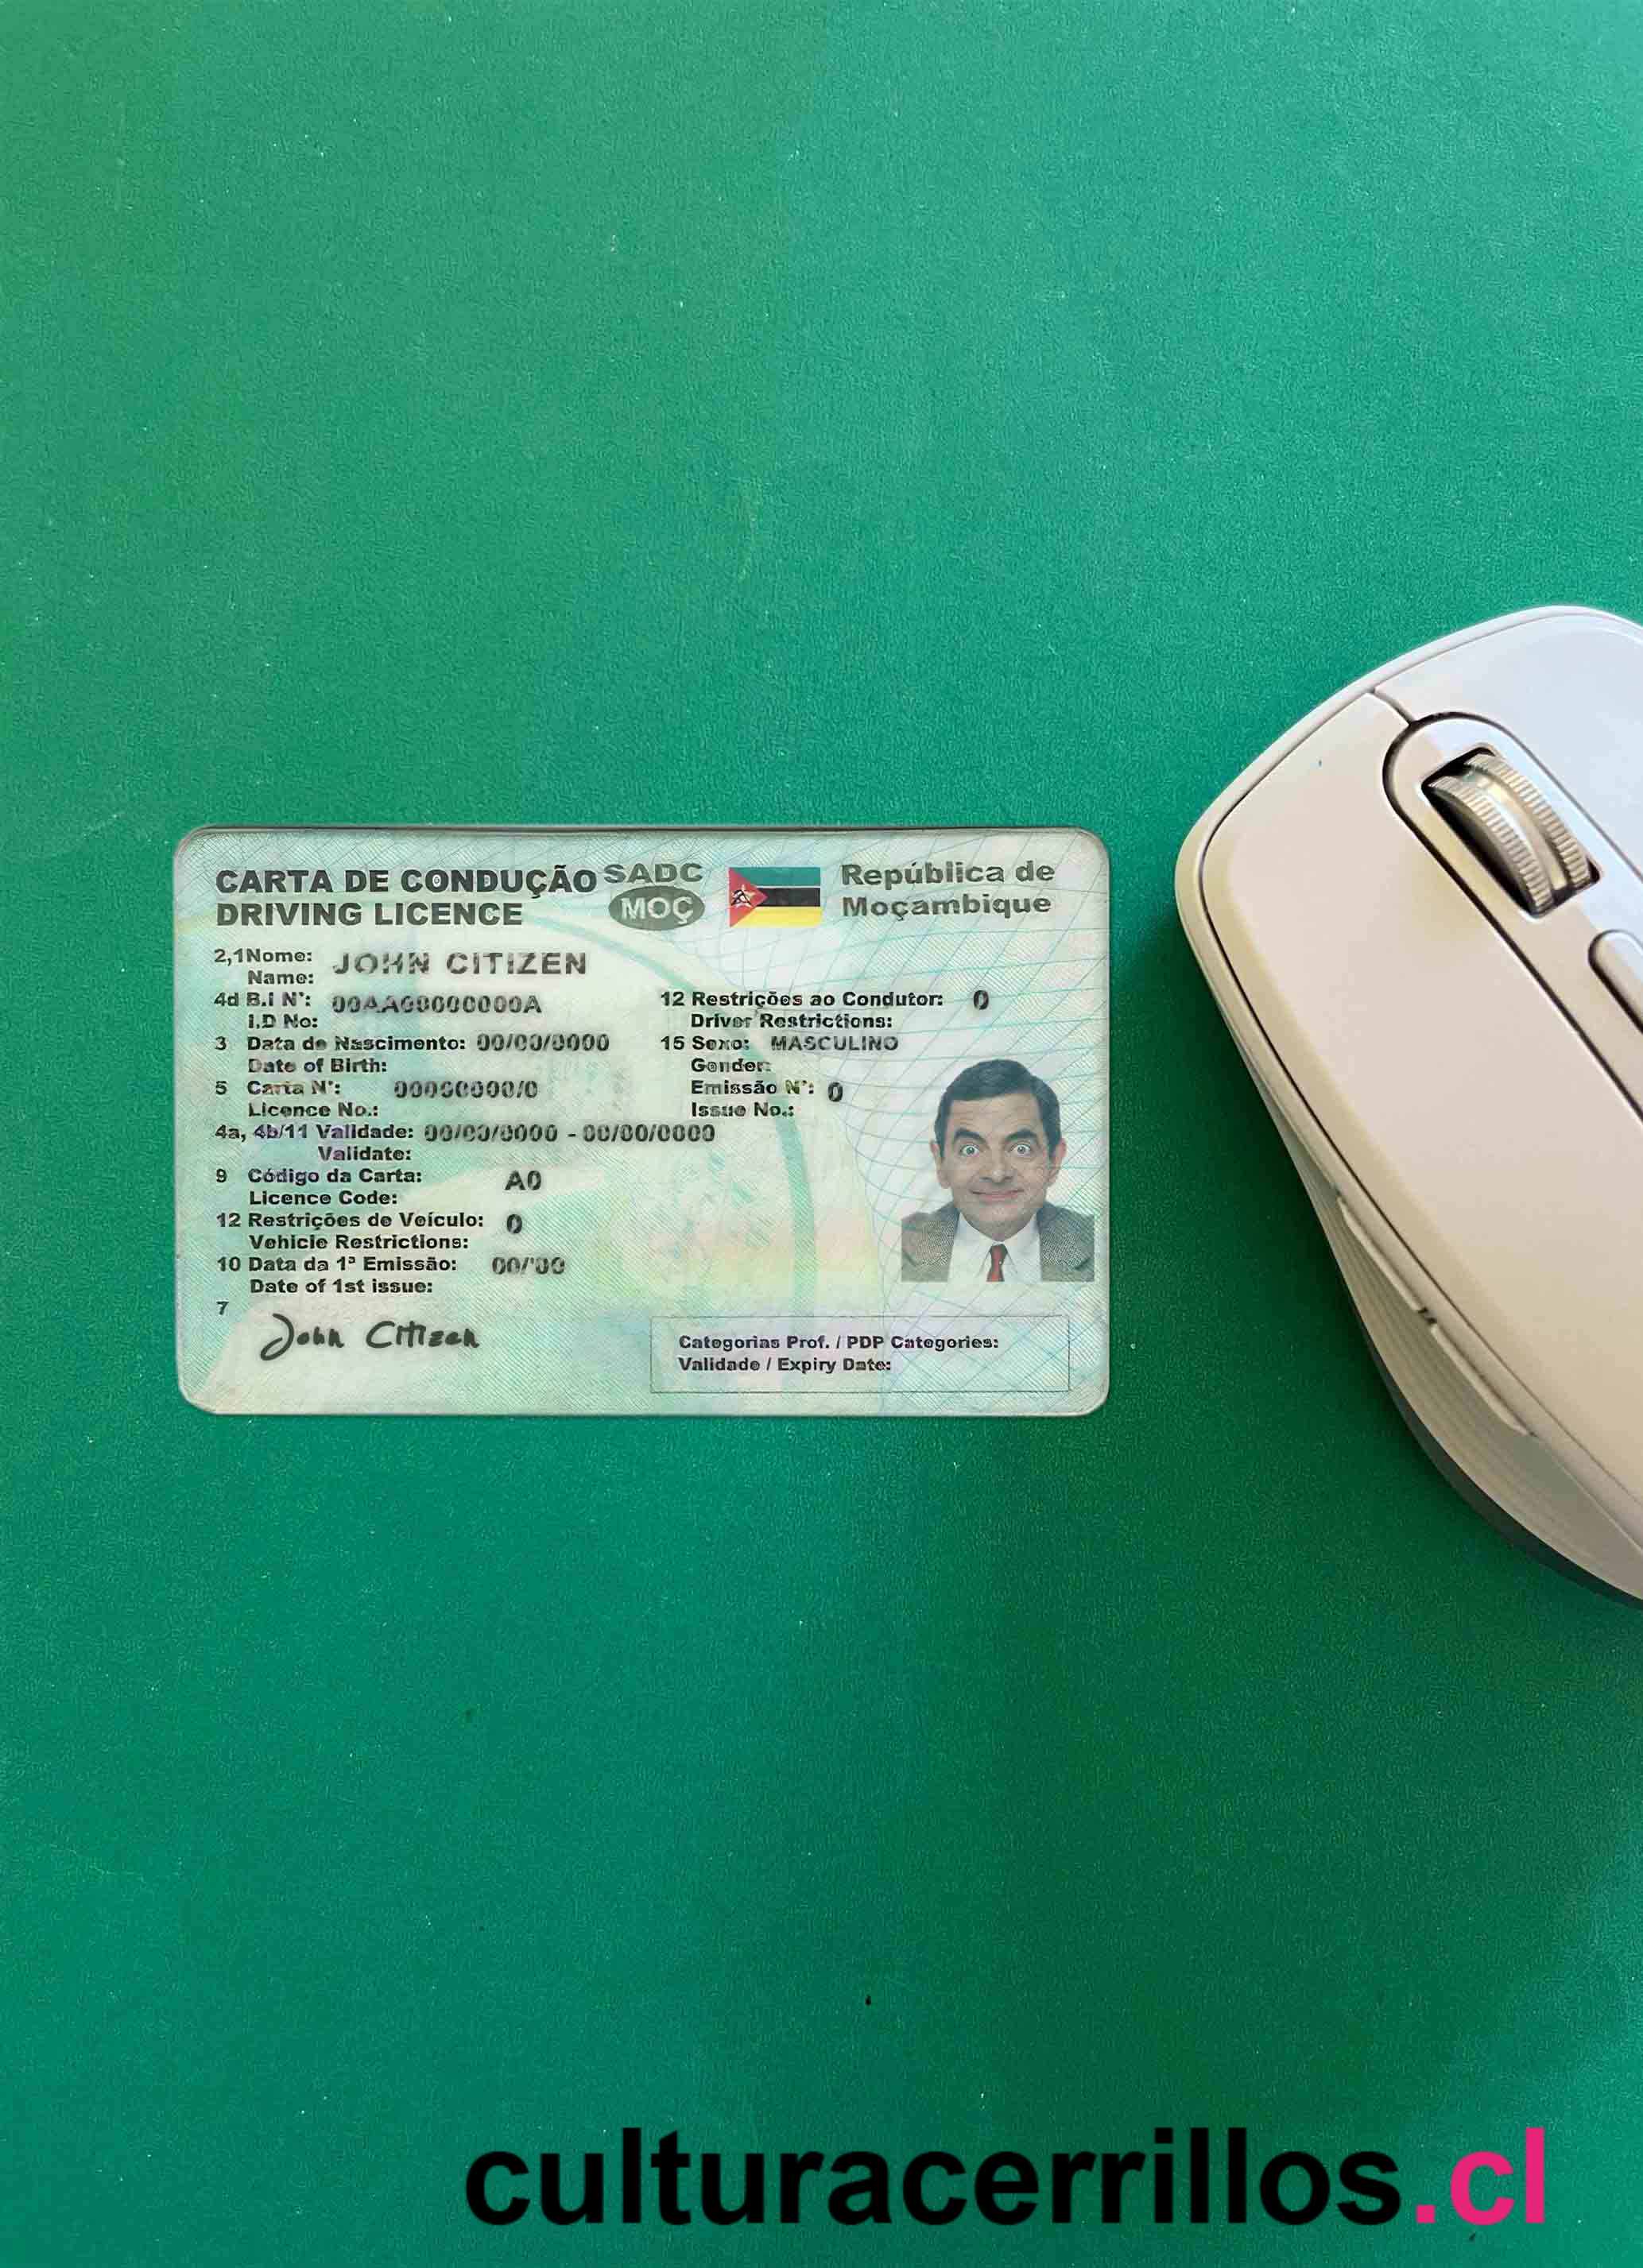 CARTA DE CONDUÇÃO SADC República de
DRIVING LICENCE MOÇ Moçambique
2,1Nome: JOHN CITIZEN
Name:
4d B.I Nº: 00AA00000000A 12 Restrições ao Condutor: 0
I.D No: Driver Restrictions:
3 Data de Nascimento: 00/00/0000 15 Sexo: MASCULINO
Date of Birth: Gender:
5 Carta Nº: 00000000/0 Emissão Nº: 0
Licence No.: Issue No.:
4a, 4b/11 Validade: 00/00/0000 - 00/00/0000
Validate:
9 Código da Carta: A0
Licence Code:
12 Restrições de Veículo: 0
Vehicle Restrictions:
10 Data da 1ª Emissão: 00/'00
Date of 1st issue:
7
John Citizen
Categorias Prof. / PDP Categories:
Validade / Expiry Date:
culturacerrillos.cl